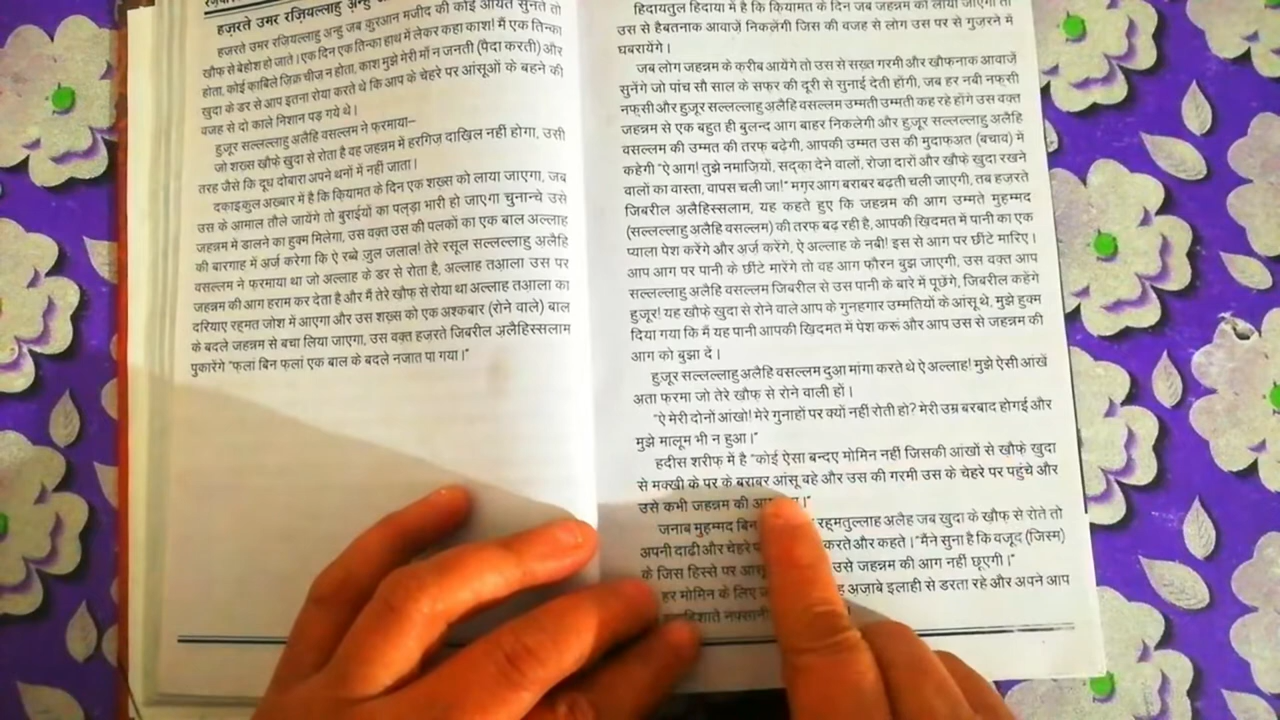 हज़रते उमर रज़ियल्लाहु अन्हु
हज़रते उमर रज़ियल्लाहु अन्हु जब क़ुरआन मजीद की कोई आयत सुनते तो
ख़ौफ़ से बेहोश हो जाते। एक दिन एक तिन्का हाथ में लेकर कहा काश! मैं एक तिन्का
होता, कोई क़ाबिले ज़िक्र चीज न होता, काश मुझे मेरी माँ न जनती (पैदा करती) और
खुदा के डर से आप इतना रोया करते थे कि आप के चेहरे पर आंसूओं के बहने की
वजह से दो काले निशान पड़ गये थे।
हुज़ूर सल्लल्लाहु अलैहि वसल्लम ने फ़रमाया–
जो शख्स खौफ़े खुदा से रोता है वह जहन्नम में हरगिज़ दाखिल नहीं होगा, उसी
तरह जैसे कि दूध दोबारा अपने थनों में नहीं जाता।
दक़ाइकुल अख्बार में है कि क़ियामत के दिन एक शख्स को लाया जाएगा, जब
उस के आमाल तौले जायेंगे तो बुराईयों का पलड़ा भारी हो जाएगा चुनान्चे उसे
जहन्नम में डालने का हुक्म मिलेगा, उस वक़्त उस की पलकों का एक बाल अल्लाह
की बारगाह में अर्ज करेगा कि ऐ रब्बे जुल जलाल! तेरे रसूल सल्लल्लाहु अलैहि
वसल्लम ने फ़रमाया था जो अल्लाह के डर से रोता है, अल्लाह तआला उस पर
जहन्नम की आग हराम कर देता है और मैं तेरे खौफ़ से रोया था अल्लाह तआला का
दरियाए रहमत जोश में आएगा और उस शख़्स को एक अश्कबार (रोने वाले) बाल
के बदले जहन्नम से बचा लिया जाएगा, उस वक़्त हज़रते जिबरील अलैहिस्सलाम
पुकारेंगे "फ़लां बिन फ़लां एक बाल के बदले नजात पा गया।"
हिदायतुल हिदाया में है कि क़ियामत के दिन जब जहन्नम को लाया जाएगा तो
उस से हैबतनाक आवाज़ें निकलेंगी जिस की वजह से लोग उस पर से गुजरने में
घबरायेंगे।
जब लोग जहन्नम के क़रीब आयेंगे तो उस से सख़्त गरमी और खौफनाक आवाजें
सुनेंगे जो पांच सौ साल के सफ़र की दूरी से सुनाई देती होंगी, जब हर नबी नफ़्सी
नफ़्सी और हुजूर सल्लल्लाहु अलैहि वसल्लम उम्मती उम्मती कह रहे होंगे उस वक़्त
जहन्नम से एक बहुत ही बुलन्द आग बाहर निकलेगी और हुजूर सल्लल्लाहु अलैहि
वसल्लम की उम्मत की तरफ़ बढ़ेगी, आपकी उम्मत उस की मुदाफ़अत (बचाव) में
कहेगी "ऐ आग! तुझे नमाज़ियों, सद्क़ा देने वालों, रोजा दारों और खौफ़े खुदा रखने
वालों का वास्ता, वापस चली जा!" मगर आग बराबर बढती चली जाएगी, तब हज़रते
जिबरील अलैहिस्सलाम, यह कहते हुए कि जहन्नम की आग उम्मते मुहम्मद
(सल्लल्लाहु अलैहि वसल्लम) की तरफ़ बढ रही है, आपकी खिदमत में पानी का एक
प्याला पेश करेंगे और अर्ज करेंगे, ऐ अल्लाह के नबी! इस से आग पर छींटे मारिए।
आप आग पर पानी के छींटे मारेंगे तो वह आग फौरन बुझ जाएगी, उस वक़्त आप
सल्लल्लाहु अलैहि वसल्लम जिबरील से उस पानी के बारे में पूछेंगे, जिबरील कहेंगे
हुजूर! यह खौफे खुदा से रोने वाले आप के गुनहगार उम्मतियों के आंसू थे, मुझे हुक्म
दिया गया कि मैं यह पानी आपकी खिदमत में पेश करूं और आप उस से जहन्नम की
आग को बुझा दें।
हुज़ूर सल्लल्लाहु अलैहि वसल्लम दुआ मांगा करते थे ऐ अल्लाह! मुझे ऐसी आंखें
अता फ़रमा जो तेरे खौफ़ से रोने वाली हों।
"ऐ मेरी दोनों आंखो! मेरे गुनाहों पर क्यों नहीं रोती हो? मेरी उम्र बरबाद होगई और
मुझे मालूम भी न हुआ।"
हदीस शरीफ़ में है "कोई ऐसा बन्दए मोमिन नहीं जिसकी आंखों से खौफे खुदा
से मक्खी के पर के बराबर आंसू बहे और उस की गरमी उस के चेहरे पर पहुंचे और
उसे कभी जहन्नम की
जनाब मुहम्मद बिन रहमतुल्लाह अलैह जब खुदा के खौफ़ से रोते तो
अपनी दाढी और चेहरे करते और कहते। "मैंने सुना है कि वजूद (जिस्म)
के जिस हिस्से पर उसे जहन्नम की आग नहीं छूएगी।"
हर मोमिन के लिए अज़ाबे इलाही से डरता रहे और अपने आप
नफ़्सानी